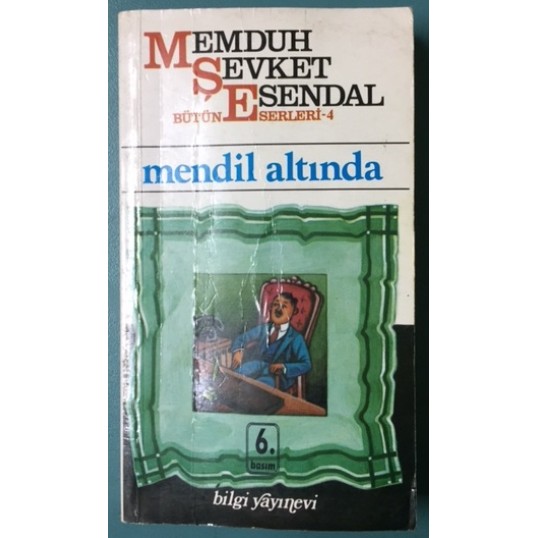 MEMDUH
ŞEVKET
ESENDAL
BÜTÜN ESERLERİ-4
mendil altında
6.
basım
bilgi yayınevi